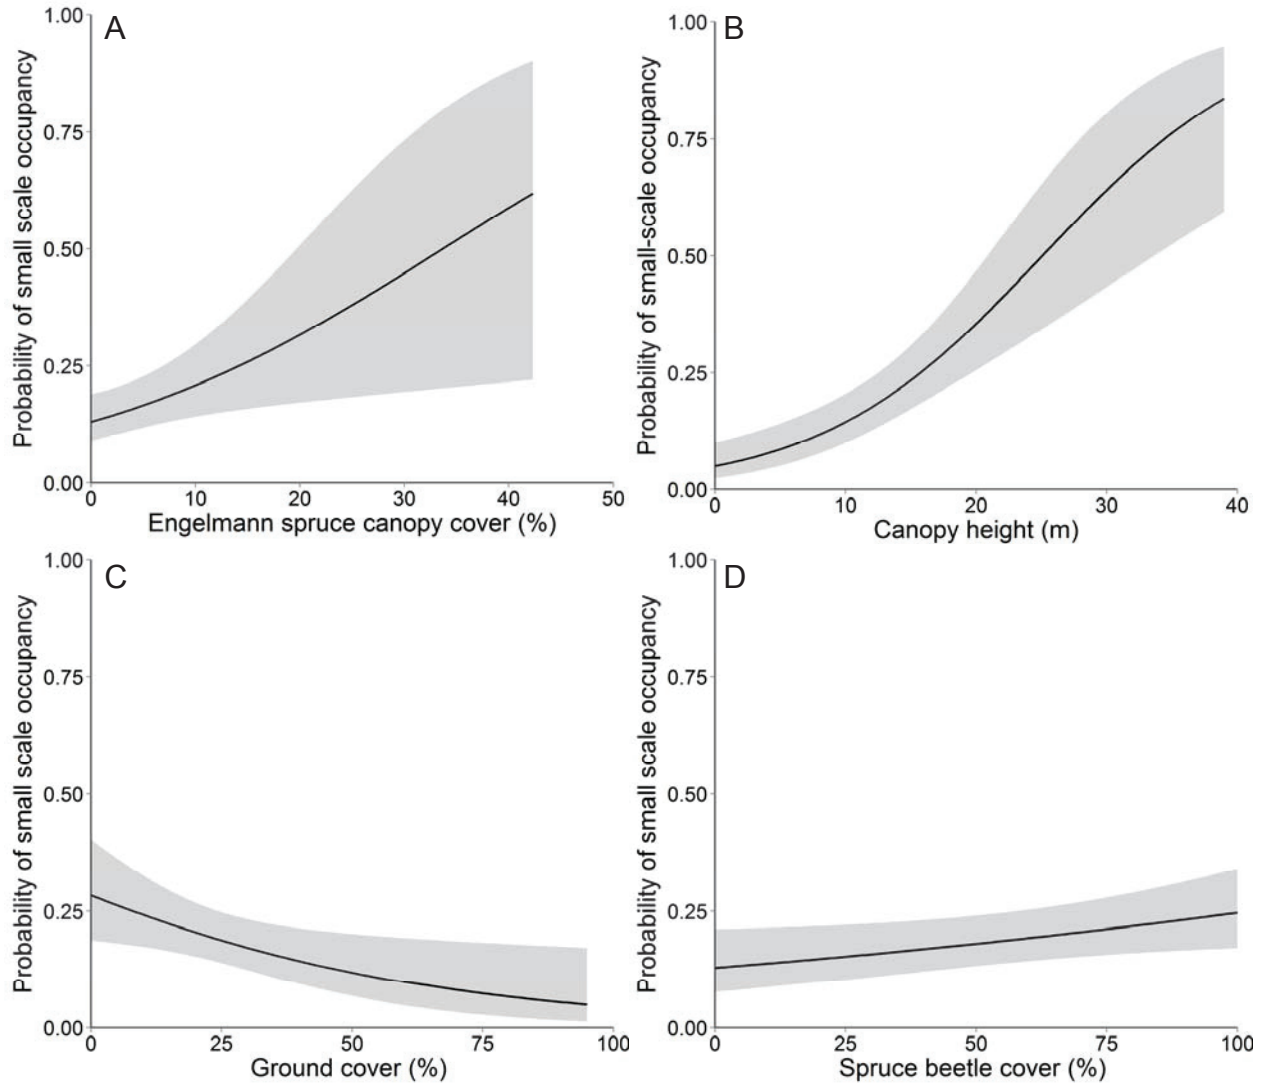 A
Probability of small scale occupancy
1.00
0.75
0.50
0.25
0.00
0 10 20 30 40 50
Engelmann spruce canopy cover (%)
B
Probability of small-scale occupancy
1.00
0.75
0.50
0.25
0.00
0 10 20 30 40
Canopy height (m)
C
Probability of small scale occupancy
1.00
0.75
0.50
0.25
0.00
0 25 50 75 100
Ground cover (%)
D
Probability of small scale occupancy
1.00
0.75
0.50
0.25
0.00
0 25 50 75 100
Spruce beetle cover (%)